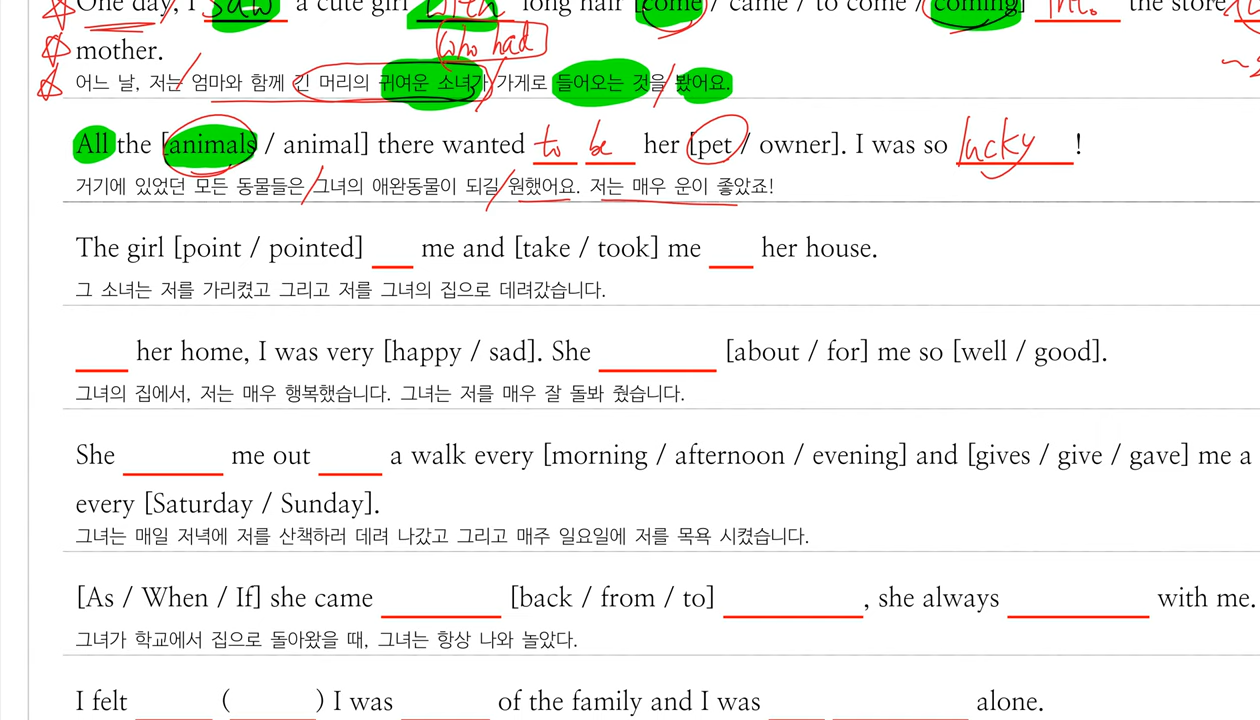 One day, I saw a cute girl with long hair [come / came / to come / coming] into the store
who had
mother.
어느 날, 저는 엄마와 함께 긴 머리의 귀여운 소녀가 가게로 들어오는 것을 봤어요.
All the [animals / animal] there wanted to be her [pet / owner]. I was so lucky !
거기에 있었던 모든 동물들은 그녀의 애완동물이 되길 원했어요. 저는 매우 운이 좋았죠!
The girl [point / pointed] ___ me and [take / took] me ___ her house.
그 소녀는 저를 가리켰고 그리고 저를 그녀의 집으로 데려갔습니다.
___ her home, I was very [happy / sad]. She ___ [about / for] me so [well / good].
그녀의 집에서, 저는 매우 행복했습니다. 그녀는 저를 매우 잘 돌봐 줬습니다.
She ___ me out ___ a walk every [morning / afternoon / evening] and [gives / give / gave] me a
every [Saturday / Sunday].
그녀는 매일 저녁에 저를 산책하러 데려 나갔고 그리고 매주 일요일에 저를 목욕 시켰습니다.
[As / When / If] she came ___ [back / from / to] ___, she always ___ with me.
그녀가 학교에서 집으로 돌아왔을 때, 그녀는 항상 나와 놀았다.
I felt ___ ( ___ ) I was ___ of the family and I was ___ ___ alone.